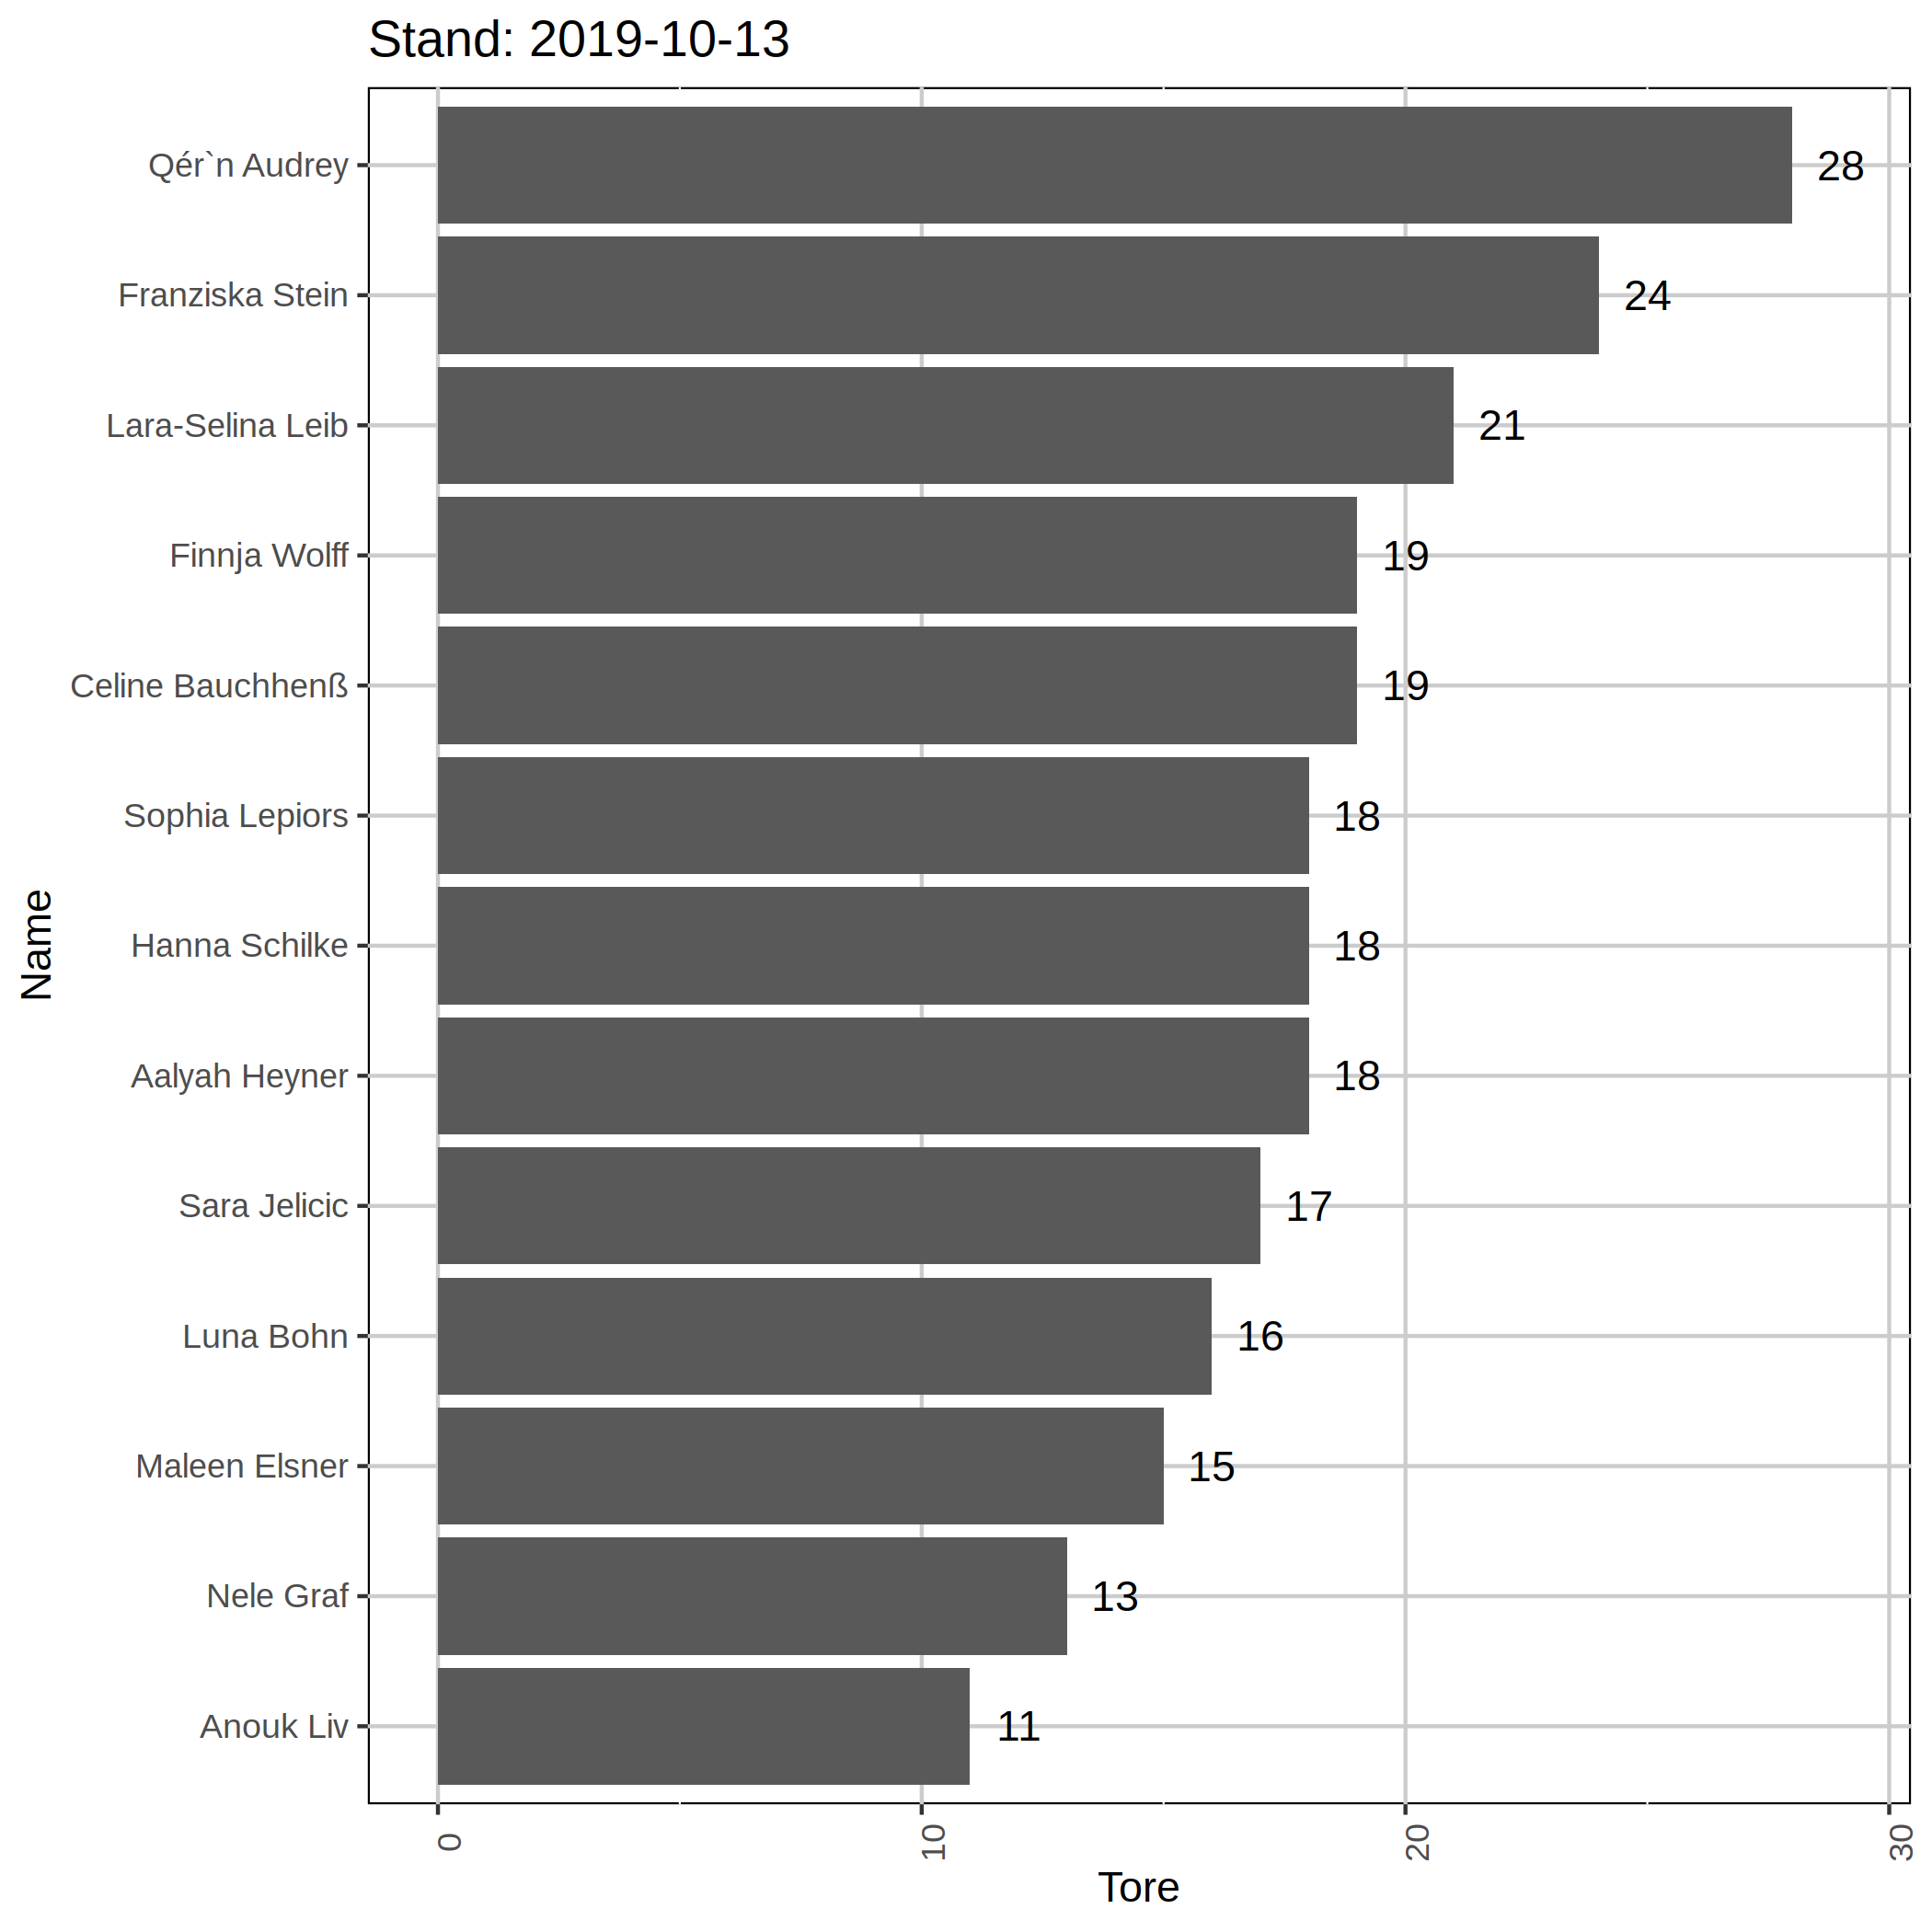 Stand: 2019-10-13
Qér`n Audrey 28
Franziska Stein 24
Lara-Selina Leib 21
Finnja Wolff 19
Celine Bauchhenß 19
Sophia Lepiors 18
Hanna Schilke 18
Aalyah Heyner 18
Sara Jelicic 17
Luna Bohn 16
Maleen Elsner 15
Nele Graf 13
Anouk Liv 11
Name
0 10 20 30
Tore